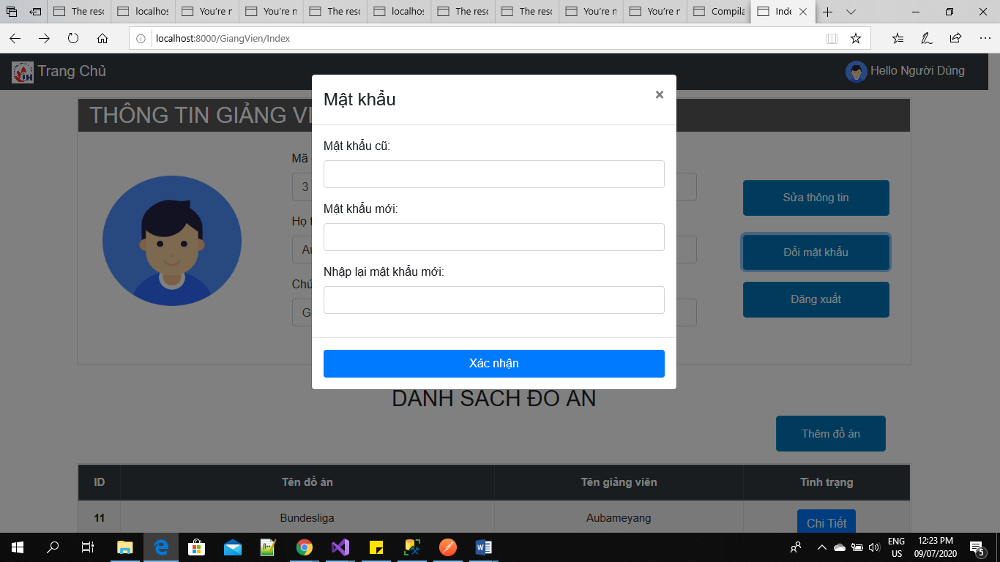 The resc
localhos
You're n
You're n
The resc
localhos
The resc
The resc
You're n
You're n
Compila
Inde
localhost:8000/GiangVien/Index
Trang Chủ
Hello Người Dùng
Mật khẩu
×
THÔNG TIN GIẢNG VI
Mật khẩu cũ:
Mã
3
Mật khẩu mới:
Họ t
Nhập lại mật khẩu mới:
Chú
G
Sửa thông tin
Đổi mật khẩu
Đăng xuất
Xác nhận
DANH SÁCH ĐỒ ÁN
Thêm đồ án
ID Tên đồ án Tên giảng viên Tình trạng
11 Bundesliga Aubameyang Chi Tiết
ENG 12:23 PM
US 09/07/2020 5